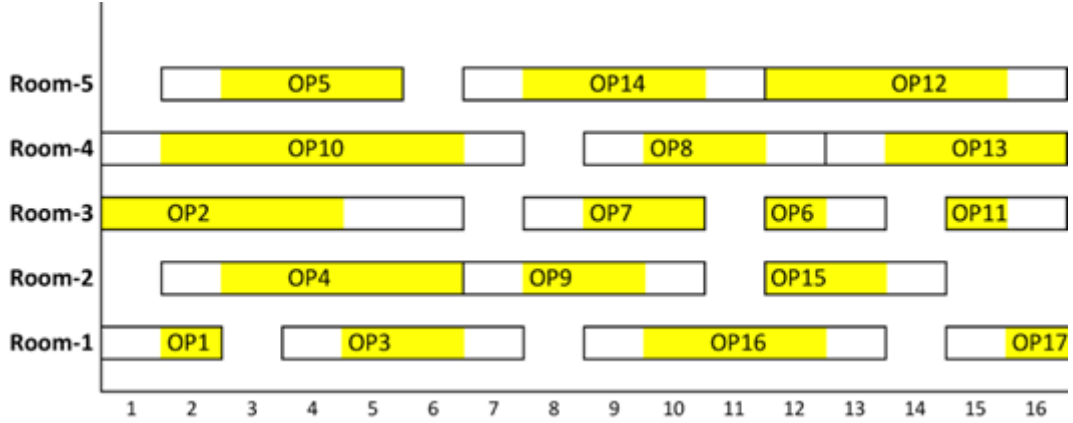 Room-5 OP5 OP14 OP12
Room-4 OP10 OP8 OP13
Room-3 OP2 OP7 OP6 OP11
Room-2 OP4 OP9 OP15
Room-1 OP1 OP3 OP16 OP17
1 2 3 4 5 6 7 8 9 10 11 12 13 14 15 16